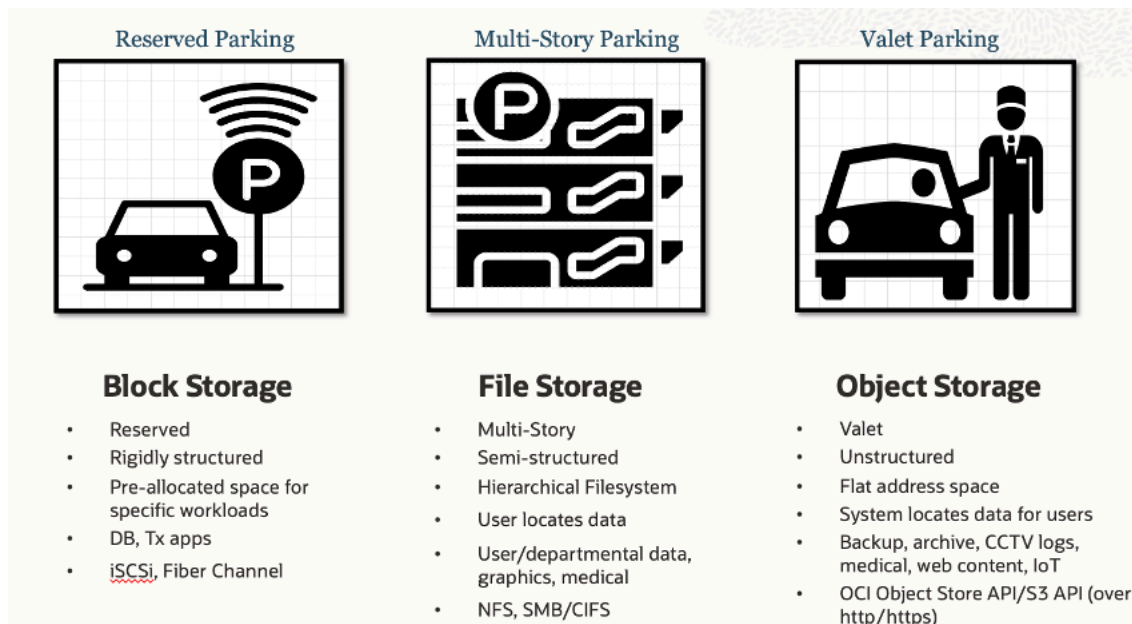 Reserved Parking
Multi-Story Parking
Valet Parking
P
P
Block Storage
• Reserved
• Rigidly structured
• Pre-allocated space for
specific workloads
• DB, Tx apps
• iSCSi, Fiber Channel
File Storage
• Multi-Story
• Semi-structured
• Hierarchical Filesystem
• User locates data
• User/departmental data,
graphics, medical
• NFS, SMB/CIFS
Object Storage
• Valet
• Unstructured
• Flat address space
• System locates data for users
• Backup, archive, CCTV logs,
medical, web content, IoT
• OCI Object Store API/S3 API (over
http/https)